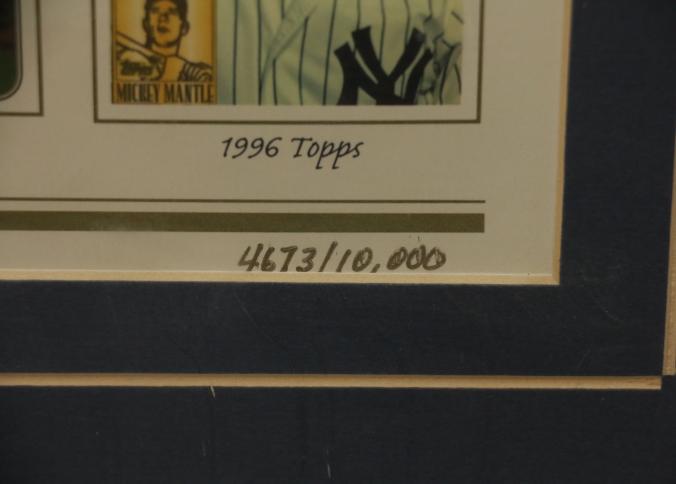 Topps
MICKEY MANTLE
NY
1996 Topps
4673/10,000